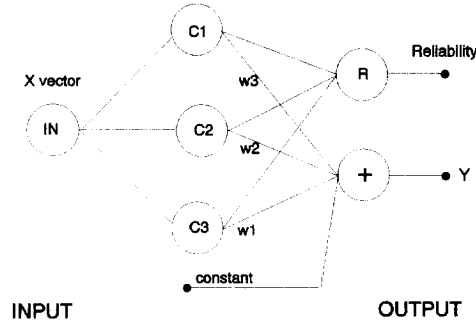 C1
Reliability
X vector
w3
R
IN
C2
w2
+
Y
C3
w1
constant
INPUT
OUTPUT